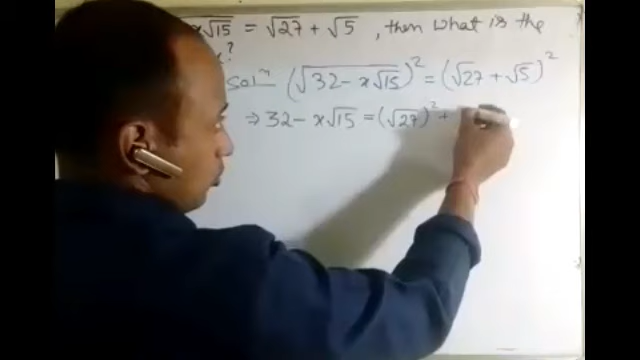 x√15 = √27 + √5 , then what is the
x?
Solⁿ (√32 - x√15)² = (√27 + √5)²
⇒ 32 - x√15 = (√27)² +